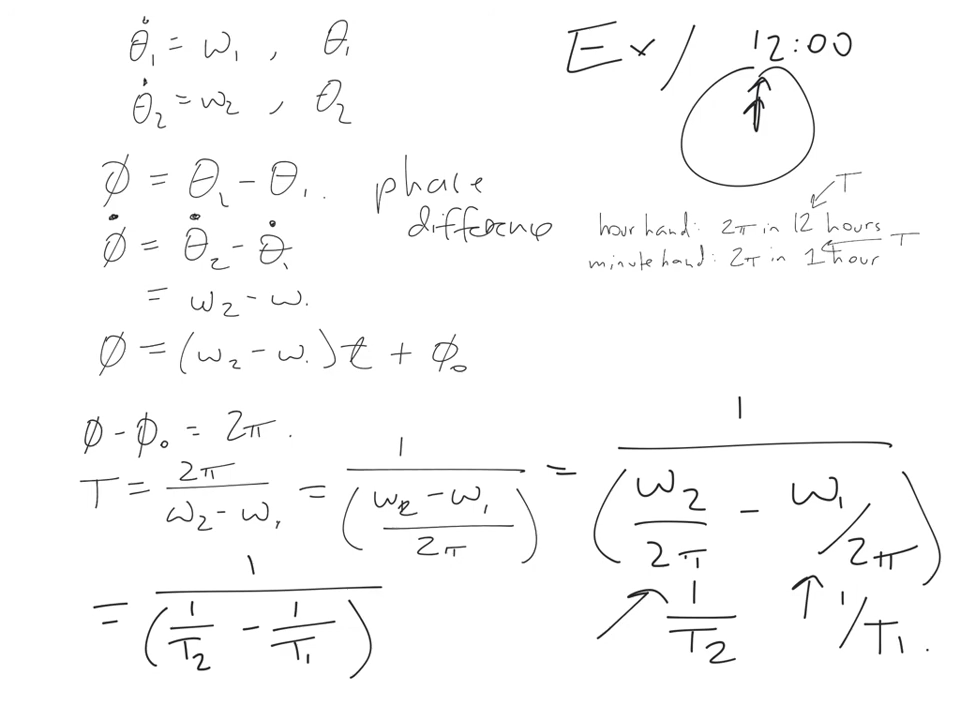 θ̇₁ = ω₁ , θ₁
θ̇₂ = ω₂ , θ₂
ϕ = θ₂ - θ₁. phase difference
ϕ̇ = θ̇₂ - θ̇₁
= ω₂ - ω₁
ϕ = (ω₂ - ω₁)t + ϕ₀
Ex/ 12:00
T
hour hand: 2π in 12 hours
minute hand: 2π in 1 hour T
ϕ - ϕ₀ = 2π.
T = 2π/(ω₂ - ω₁) = 1/((ω₂ - ω₁)/2π) = 1/(ω₂/2π - ω₁/2π)
1/T₂ 1/T₁.
= 1/(1/T₂ - 1/T₁)